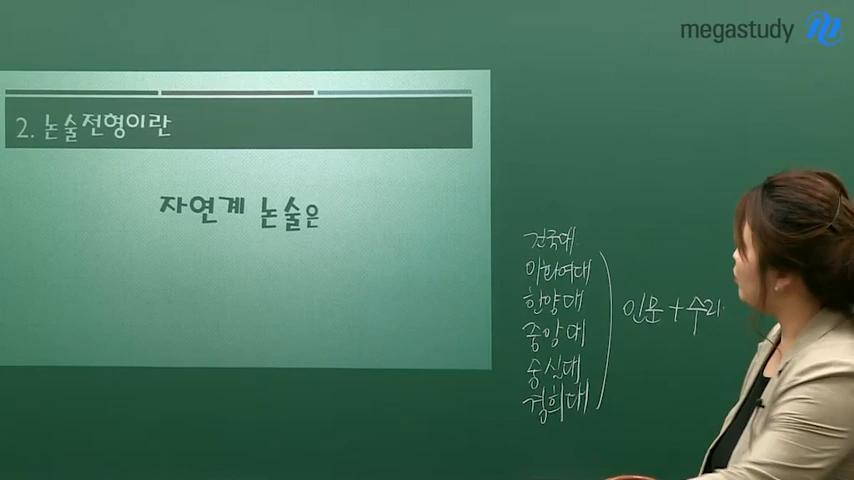 megastudy
2. 논술전형이란
자연계 논술은
건국대
이화여대
한양대
중앙대
숭실대
경희대
인문 + 수리